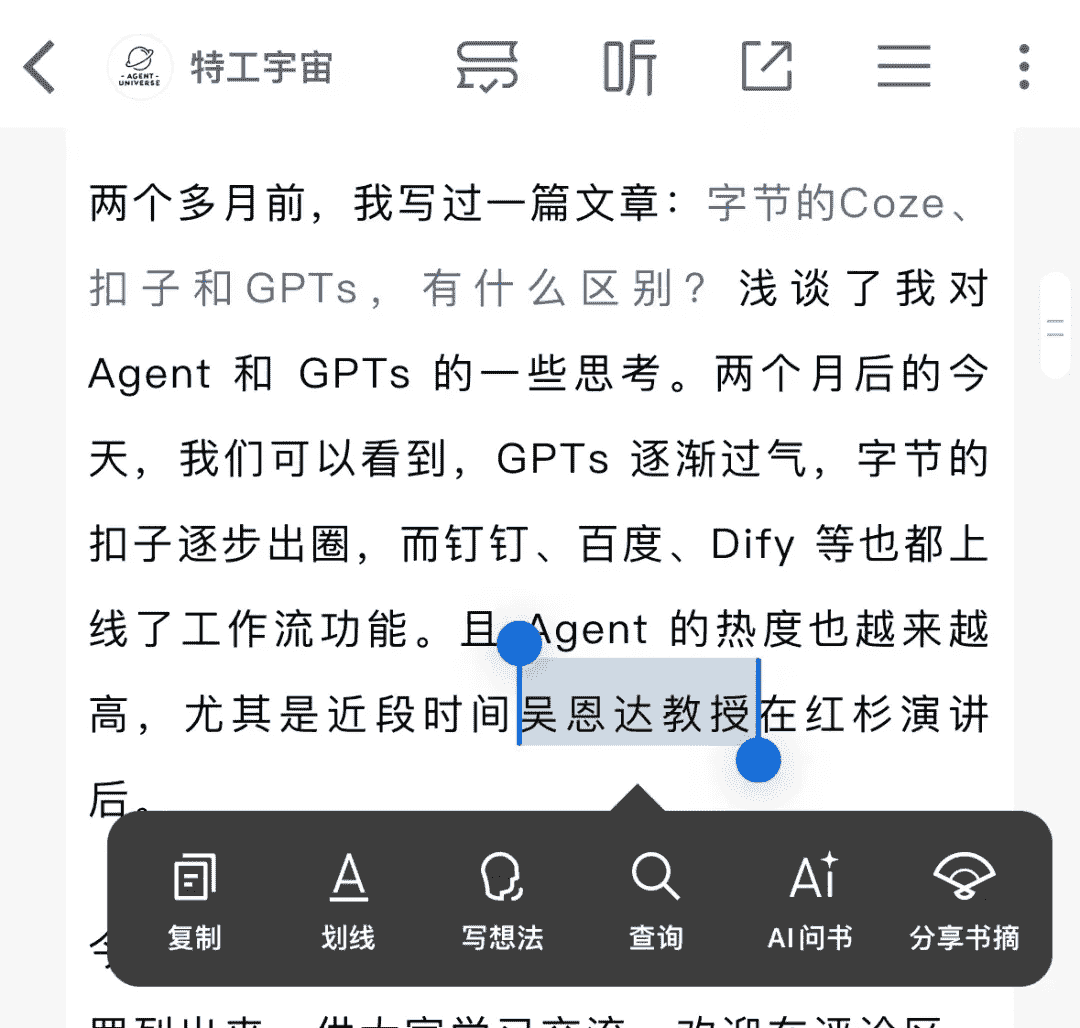 特工宇宙
- AGENT -
UNIVERSE
听
两个多月前，我写过一篇文章：字节的Coze、
扣子和GPTs，有什么区别？浅谈了我对
Agent 和 GPTs 的一些思考。两个月后的今
天，我们可以看到，GPTs 逐渐过气，字节的
扣子逐步出圈，而钉钉、百度、Dify 等也都上
线了工作流功能。且 Agent 的热度也越来越
高，尤其是近段时间吴恩达教授在红杉演讲
后。
复制 划线 写想法 查询 AI问书 分享书摘